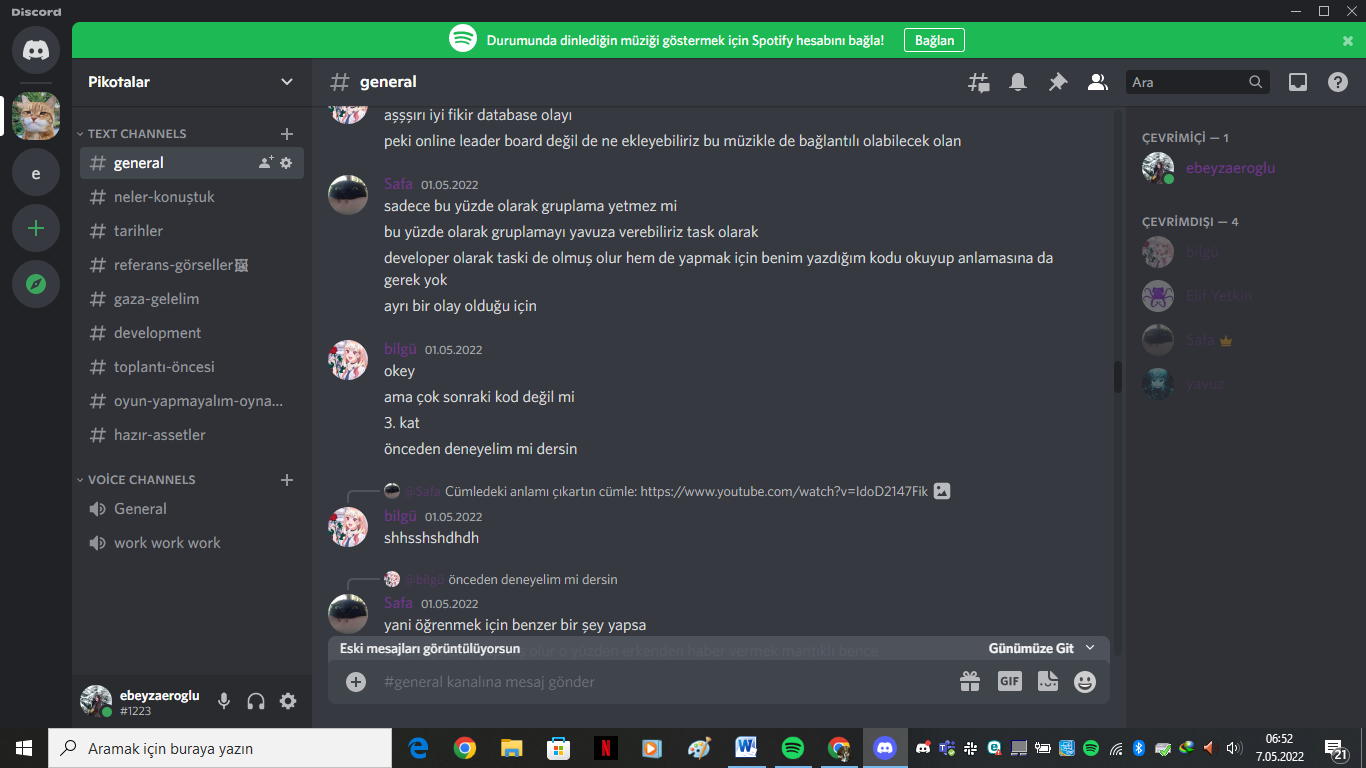 Discord
Durumunda dinlediğin müziği göstermek için Spotify hesabını bağla!
Bağlan
Pikotalar
general
Ara
TEXT CHANNELS
general
neler-konuştuk
tarihler
referans-görseller
gaza-gelelim
development
toplantı-öncesi
oyun-yapmayalım-oyna...
hazır-assetler
VOİCE CHANNELS
General
work work work
e
ebeyzaeroglu
#1223
aşşşırı iyi fikir database olayı
peki online leader board değil de ne ekleyebiliriz bu müzikle de bağlantılı olabilecek olan
Safa 01.05.2022
sadece bu yüzde olarak gruplama yetmez mi
bu yüzde olarak gruplamayı yavuza verebiliriz task olarak
developer olarak taski de olmuş olur hem de yapmak için benim yazdığım kodu okuyup anlamasına da
gerek yok
ayrı bir olay olduğu için
bilgü 01.05.2022
okey
ama çok sonraki kod değil mi
3. kat
önceden deneyelim mi dersin
@Safa Cümledeki anlamı çıkartın cümle: https://www.youtube.com/watch?v=IdoD2147Fik
bilgü 01.05.2022
shhsshshdhdh
@bilgü önceden deneyelim mi dersin
Safa 01.05.2022
yani öğrenmek için benzer bir şey yapsa
olur o yüzden erkenden haber vermek mantıklı bence
Eski mesajları görüntülüyorsun
Günümüze Git
#general kanalına mesaj gönder
GIF
ÇEVRİMİÇİ — 1
ebeyzaeroglu
ÇEVRİMDIŞI — 4
bilgü
Elif Yetkin
Safa
yavuz
Aramak için buraya yazın
06:52
7.05.2022
21